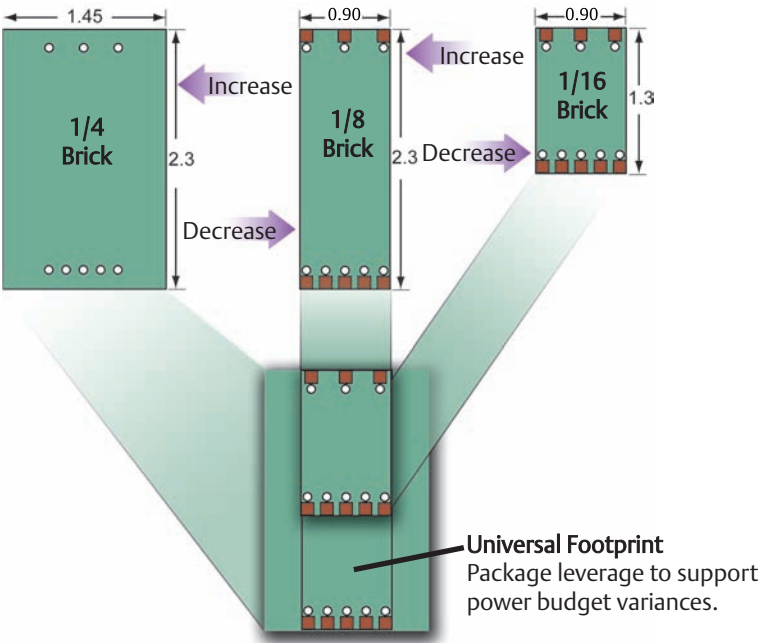 1.45
0.90
0.90
Increase
Increase
1/4
Brick
1/8
Brick
1/16
Brick
2.3
2.3
1.3
Decrease
Decrease
Universal Footprint
Package leverage to support
power budget variances.